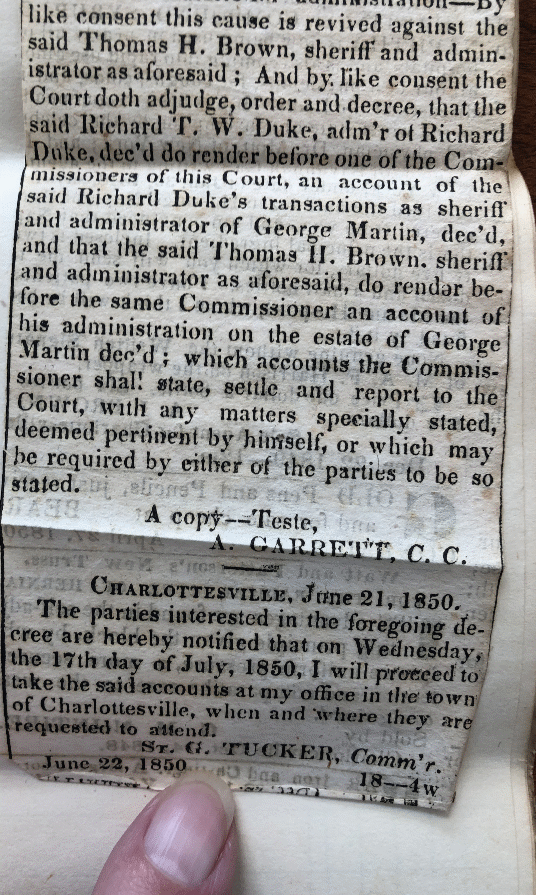 administration—By
like consent this cause is revived against the
said Thomas H. Brown, sheriff and admin-
istrator as aforesaid ; And by. like consent the
Court doth adjudge, order and decree, that the
said Richard T. W. Duke, adm'r of Richard
Duke, dec'd do render before one of the Com-
missioners of this Court, an account of the
said Richard Duke's transactions as sheriff
and administrator of George Martin, dec'd,
and that the said Thomas H. Brown. sheriff
and administrator as aforesaid, do render be-
fore the same Commissioner an account of
his administration on the estate of George
Martin dec'd ; which accounts the Commis-
sioner shall state, settle and report to the
Court, with any matters specially stated,
deemed pertinent by himself, or which may
be required by either of the parties to be so
stated.
A copy--Teste,
A. GARRETT, C. C.
CHARLOTTESVILLE, June 21, 1850.
The parties interested in the foregoing de-
cree are hereby notified that on Wednesday,
the 17th day of July, 1850, I will proceed to
take the said accounts at my office in the town
of Charlottesville, when and where they are
requested to attend.
ST. G. TUCKER, Comm'r.
June 22, 1850
18--4w